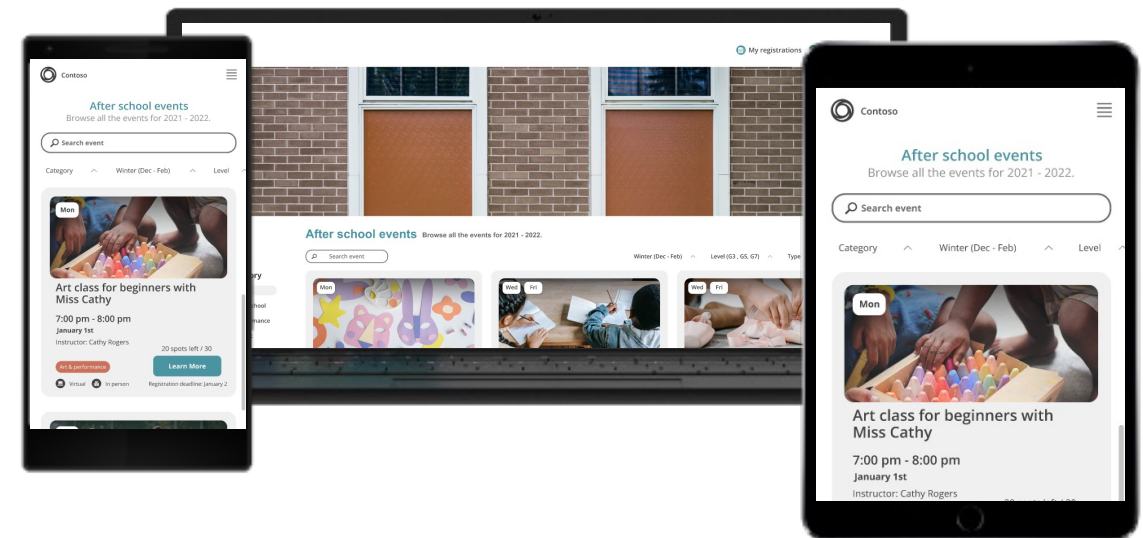 Contoso
After school events
Browse all the events for 2021 - 2022.
Search event
Category Winter (Dec - Feb) Level
Mon
Art class for beginners with
Miss Cathy
7:00 pm - 8:00 pm
January 1st
Instructor: Cathy Rogers
20 spots left / 30
Art & performance
Learn More
Virtual In person Registration deadline: January 2
My registrations
After school events Browse all the events for 2021 - 2022.
Search event
Winter (Dec - Feb) Level (G3 , G5, G7) Type
Mon
Wed Fri
Wed Fri
Contoso
After school events
Browse all the events for 2021 - 2022.
Search event
Category Winter (Dec - Feb) Level
Mon
Art class for beginners with
Miss Cathy
7:00 pm - 8:00 pm
January 1st
Instructor: Cathy Rogers